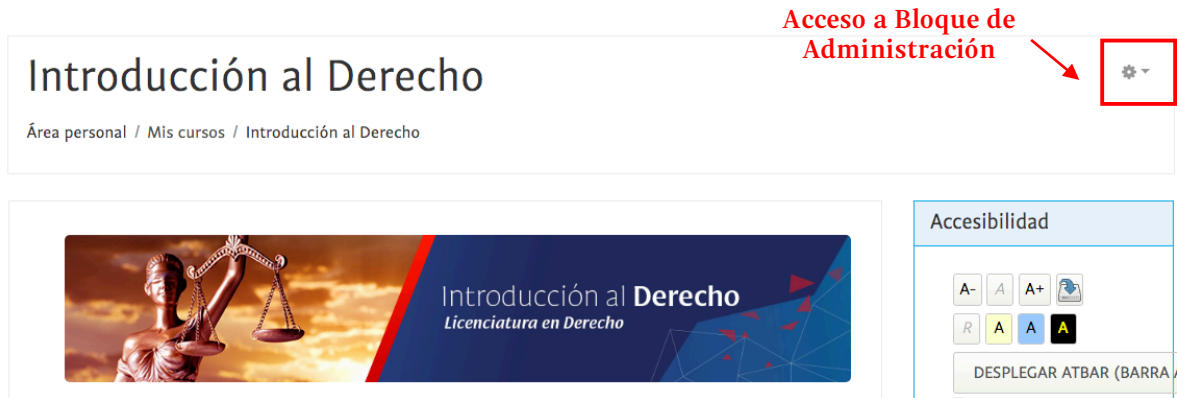 Acceso a Bloque de
Administración
Introducción al Derecho
Área personal / Mis cursos / Introducción al Derecho
Introducción al Derecho
Licenciatura en Derecho
Accesibilidad
A- A A+
R A A A
DESPLEGAR ATBAR (BARRA